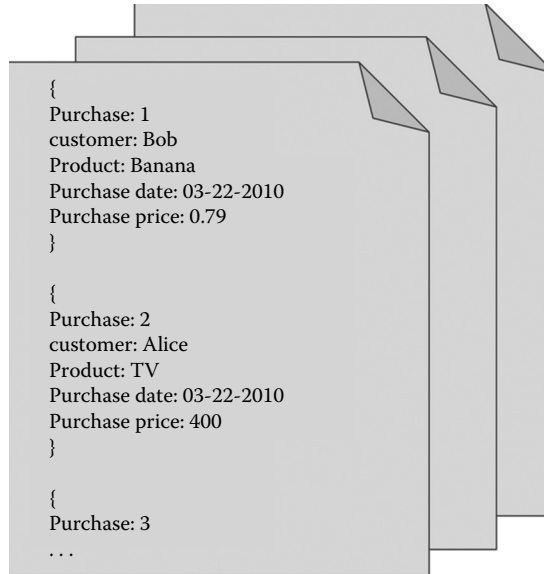 {
Purchase: 1
customer: Bob
Product: Banana
Purchase date: 03-22-2010
Purchase price: 0.79
}
{
Purchase: 2
customer: Alice
Product: TV
Purchase date: 03-22-2010
Purchase price: 400
}
{
Purchase: 3
. . .